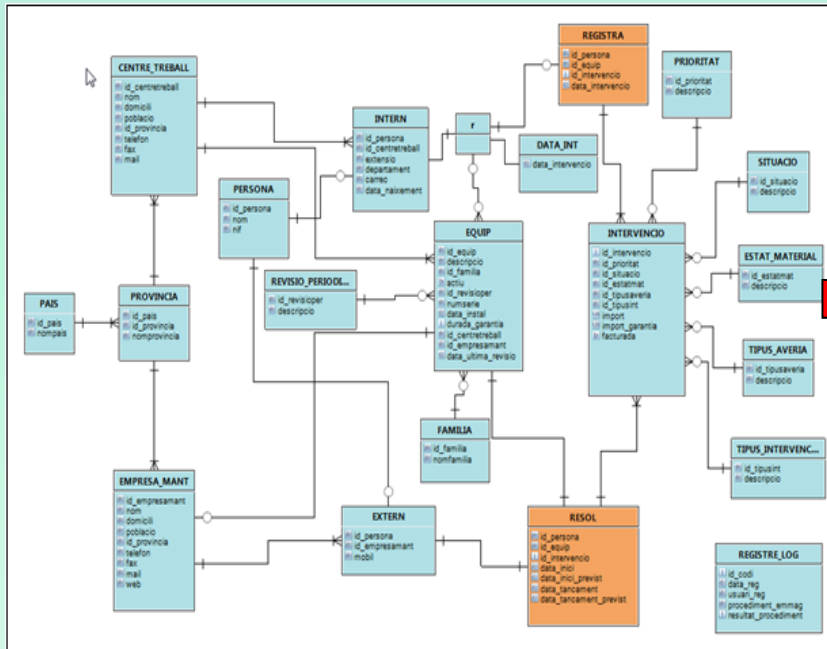 CENTRE_TREBALL
id_centretreball
nom
domicili
poblacio
id_provincia
telefon
fax
mail
INTERN
id_persona
id_centretreball
extensio
departament
carrec
data_naixement
r
REGISTRA
id_persona
id_equip
id_intervencio
data_intervencio
PRIORITAT
id_prioritat
descripcio
DATA_INT
data_intervencio
SITUACIO
id_situacio
descripcio
PERSONA
id_persona
nom
nif
EQUIP
id_equip
descripcio
id_familia
actiu
id_revisioper
numserie
data_instal
durada_garantia
id_centretreball
id_empresamant
data_ultima_revisio
INTERVENCIO
id_intervencio
id_prioritat
id_situacio
id_estatmat
id_tipusaveria
id_tipusint
import
import_garantia
facturada
ESTAT_MATERIAL
id_estatmat
descripcio
REVISIO_PERIODI...
id_revisioper
descripcio
PAIS
id_pais
nompais
PROVINCIA
id_pais
id_provincia
nomprovincia
TIPUS_AVERIA
id_tipusaveria
descripcio
FAMILIA
id_familia
nomfamilia
TIPUS_INTERVENC...
id_tipusint
descripcio
EMPRESA_MANT
id_empresamant
nom
domicili
poblacio
id_provincia
telefon
fax
mail
web
EXTERN
id_persona
id_empresamant
mobil
RESOL
id_persona
id_equip
id_intervencio
data_inici
data_inici_previst
data_tancament
data_tancament_previst
REGISTRE_LOG
id_codi
data_reg
usuari_reg
procediment_emmag
resultat_procediment